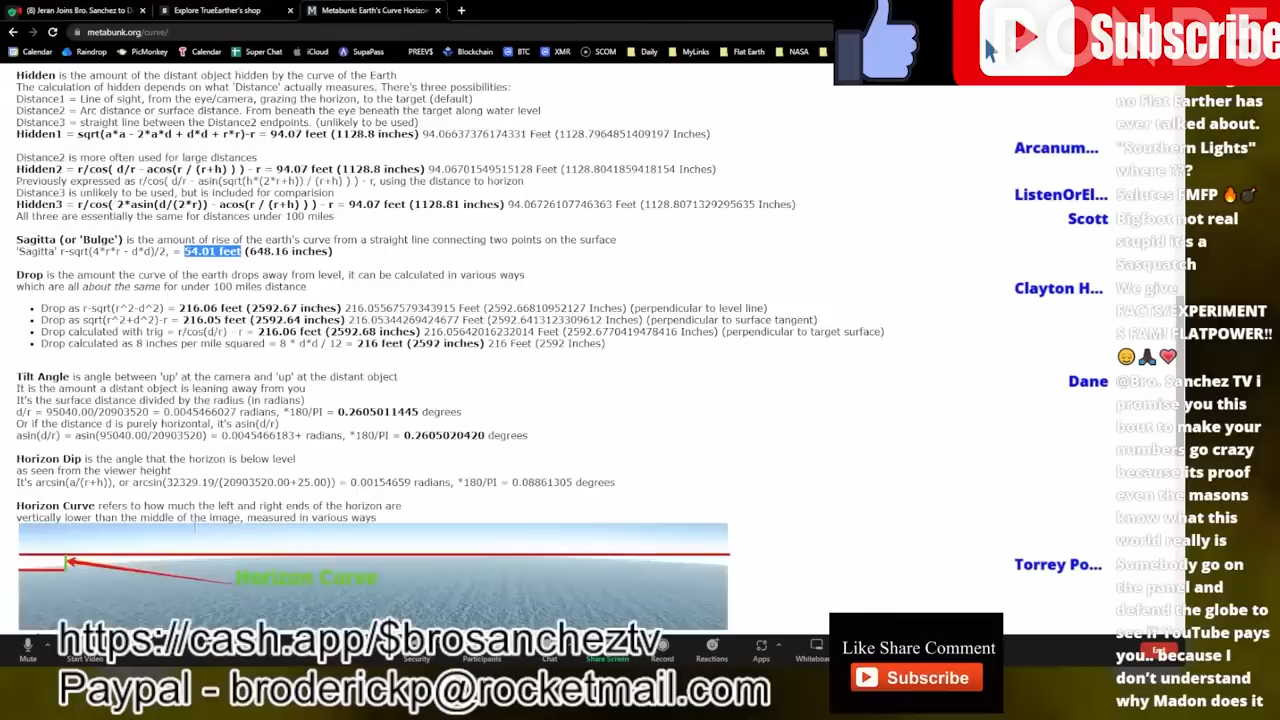 (8) Jeran Joins Bro. Sanchez to D
Explore TrueEarther's shop
Metabunk: Earth's Curve Horizon
metabunk.org/curve/
Calendar
Raindrop
PicMonkey
Calendar
Super Chat
iCloud
SupaPass
PREEV$
Blockchain
BTC
XMR
SCOM
Daily
MyLinks
Flat Earth
NASA
Subscribe
Hidden is the amount of the distant object hidden by the curve of the Earth
The calculation of hidden depends on what 'Distance' actually measures. There's three possibilities:
Distance1 = Line of sight, from the eye/camera, grazing the horizon, to the target (default)
Distance2 = Arc distance or surface distance. From beneath the eye beneath the target along water level
Distance3 = straight line between the Distance2 endpoints. (unlikely to be used)
Hidden1 = sqrt(a*a - 2*a*d + d*d + r*r)-r = 94.07 feet (1128.8 inches) 94.06637376174331 Feet (1128.7964851409197 Inches)
Distance2 is more often used for large distances
Hidden2 = r/cos( d/r - acos(r / (r+h) ) ) - r = 94.07 feet (1128.8 inches) 94.06701549515128 Feet (1128.8041859418154 Inches)
Previously expressed as r/cos( d/r - asin(sqrt(h*(2*r+h)) / (r+h) ) ) - r, using the distance to horizon
Distance3 is unlikely to be used, but is included for comparison
Hidden3 = r/cos( 2*asin(d/(2*r)) - acos(r / (r+h) ) ) - r = 94.07 feet (1128.81 inches) 94.06726107746363 Feet (1128.8071329295635 Inches)
All three are essentially the same for distances under 100 miles
Sagitta (or 'Bulge') is the amount of rise of the earth's curve from a straight line connecting two points on the surface
'Sagitta' r-sqrt(4*r*r - d*d)/2, = 54.01 feet (648.16 inches)
Drop is the amount the curve of the earth drops away from level, it can be calculated in various ways
which are all about the same for under 100 miles distance
Drop as r-sqrt(r^2-d^2) = 216.06 feet (2592.67 inches) 216.05567579343915 Feet (2592.66810952127 Inches) (perpendicular to level line)
Drop as sqrt(r^2+d^2)-r = 216.05 feet (2592.64 inches) 216.05344269424677 Feet (2592.6413123309612 Inches) (perpendicular to surface tangent)
Drop calculated with trig = r/cos(d/r) - r = 216.06 feet (2592.68 inches) 216.05642016232014 Feet (2592.6770419478416 Inches) (perpendicular to target surface)
Drop calculated as 8 inches per mile squared = 8 * d*d / 12 = 216 feet (2592 inches) 216 Feet (2592 Inches)
Tilt Angle is angle between 'up' at the camera and 'up' at the distant object
It is the amount a distant object is leaning away from you
It's the surface distance divided by the radius (in radians)
d/r = 95040.00/20903520 = 0.0045466027 radians, *180/PI = 0.2605011445 degrees
Or if the distance d is purely horizontal, it's asin(d/r)
asin(d/r) = asin(95040.00/20903520) = 0.0045466183+ radians, *180/PI = 0.2605020420 degrees
Horizon Dip is the angle that the horizon is below level
as seen from the viewer height
It's arcsin(a/(r+h)), or arcsin(32329.19/(20903520.00+25.00)) = 0.00154659 radians, *180/PI = 0.08861305 degrees
Horizon Curve refers to how much the left and right ends of the horizon are
vertically lower than the middle of the image, measured in various ways
Horizon Curve
https://cash.app/$brosancheztv
Paypal - broderickp@rocketmail.com
Mute
Start Video
Security
Participants
Chat
Share Screen
Record
Reactions
Apps
Whiteboard
End
Like Share Comment
Subscribe
no Flat Earther has
ever talked about.
Arcanum... "Southern Lights"
where ???
ListenOrEl... Salutes FMFP 🔥💣
Scott Bigfoot not real
stupid it's a
Sasquatch
Clayton H... We give
FACTS/EXPERIMENT
S FAM! FLATPOWER!!
Dane @Bro. Sanchez TV i
promise you this
bout to make your
numbers go crazy
because its proof
even the masons
know what this
world really is
Torrey Po... Somebody go on
the panel and
defend the globe to
see if YouTube pays
you.. because I
don't understand
why Madon does it